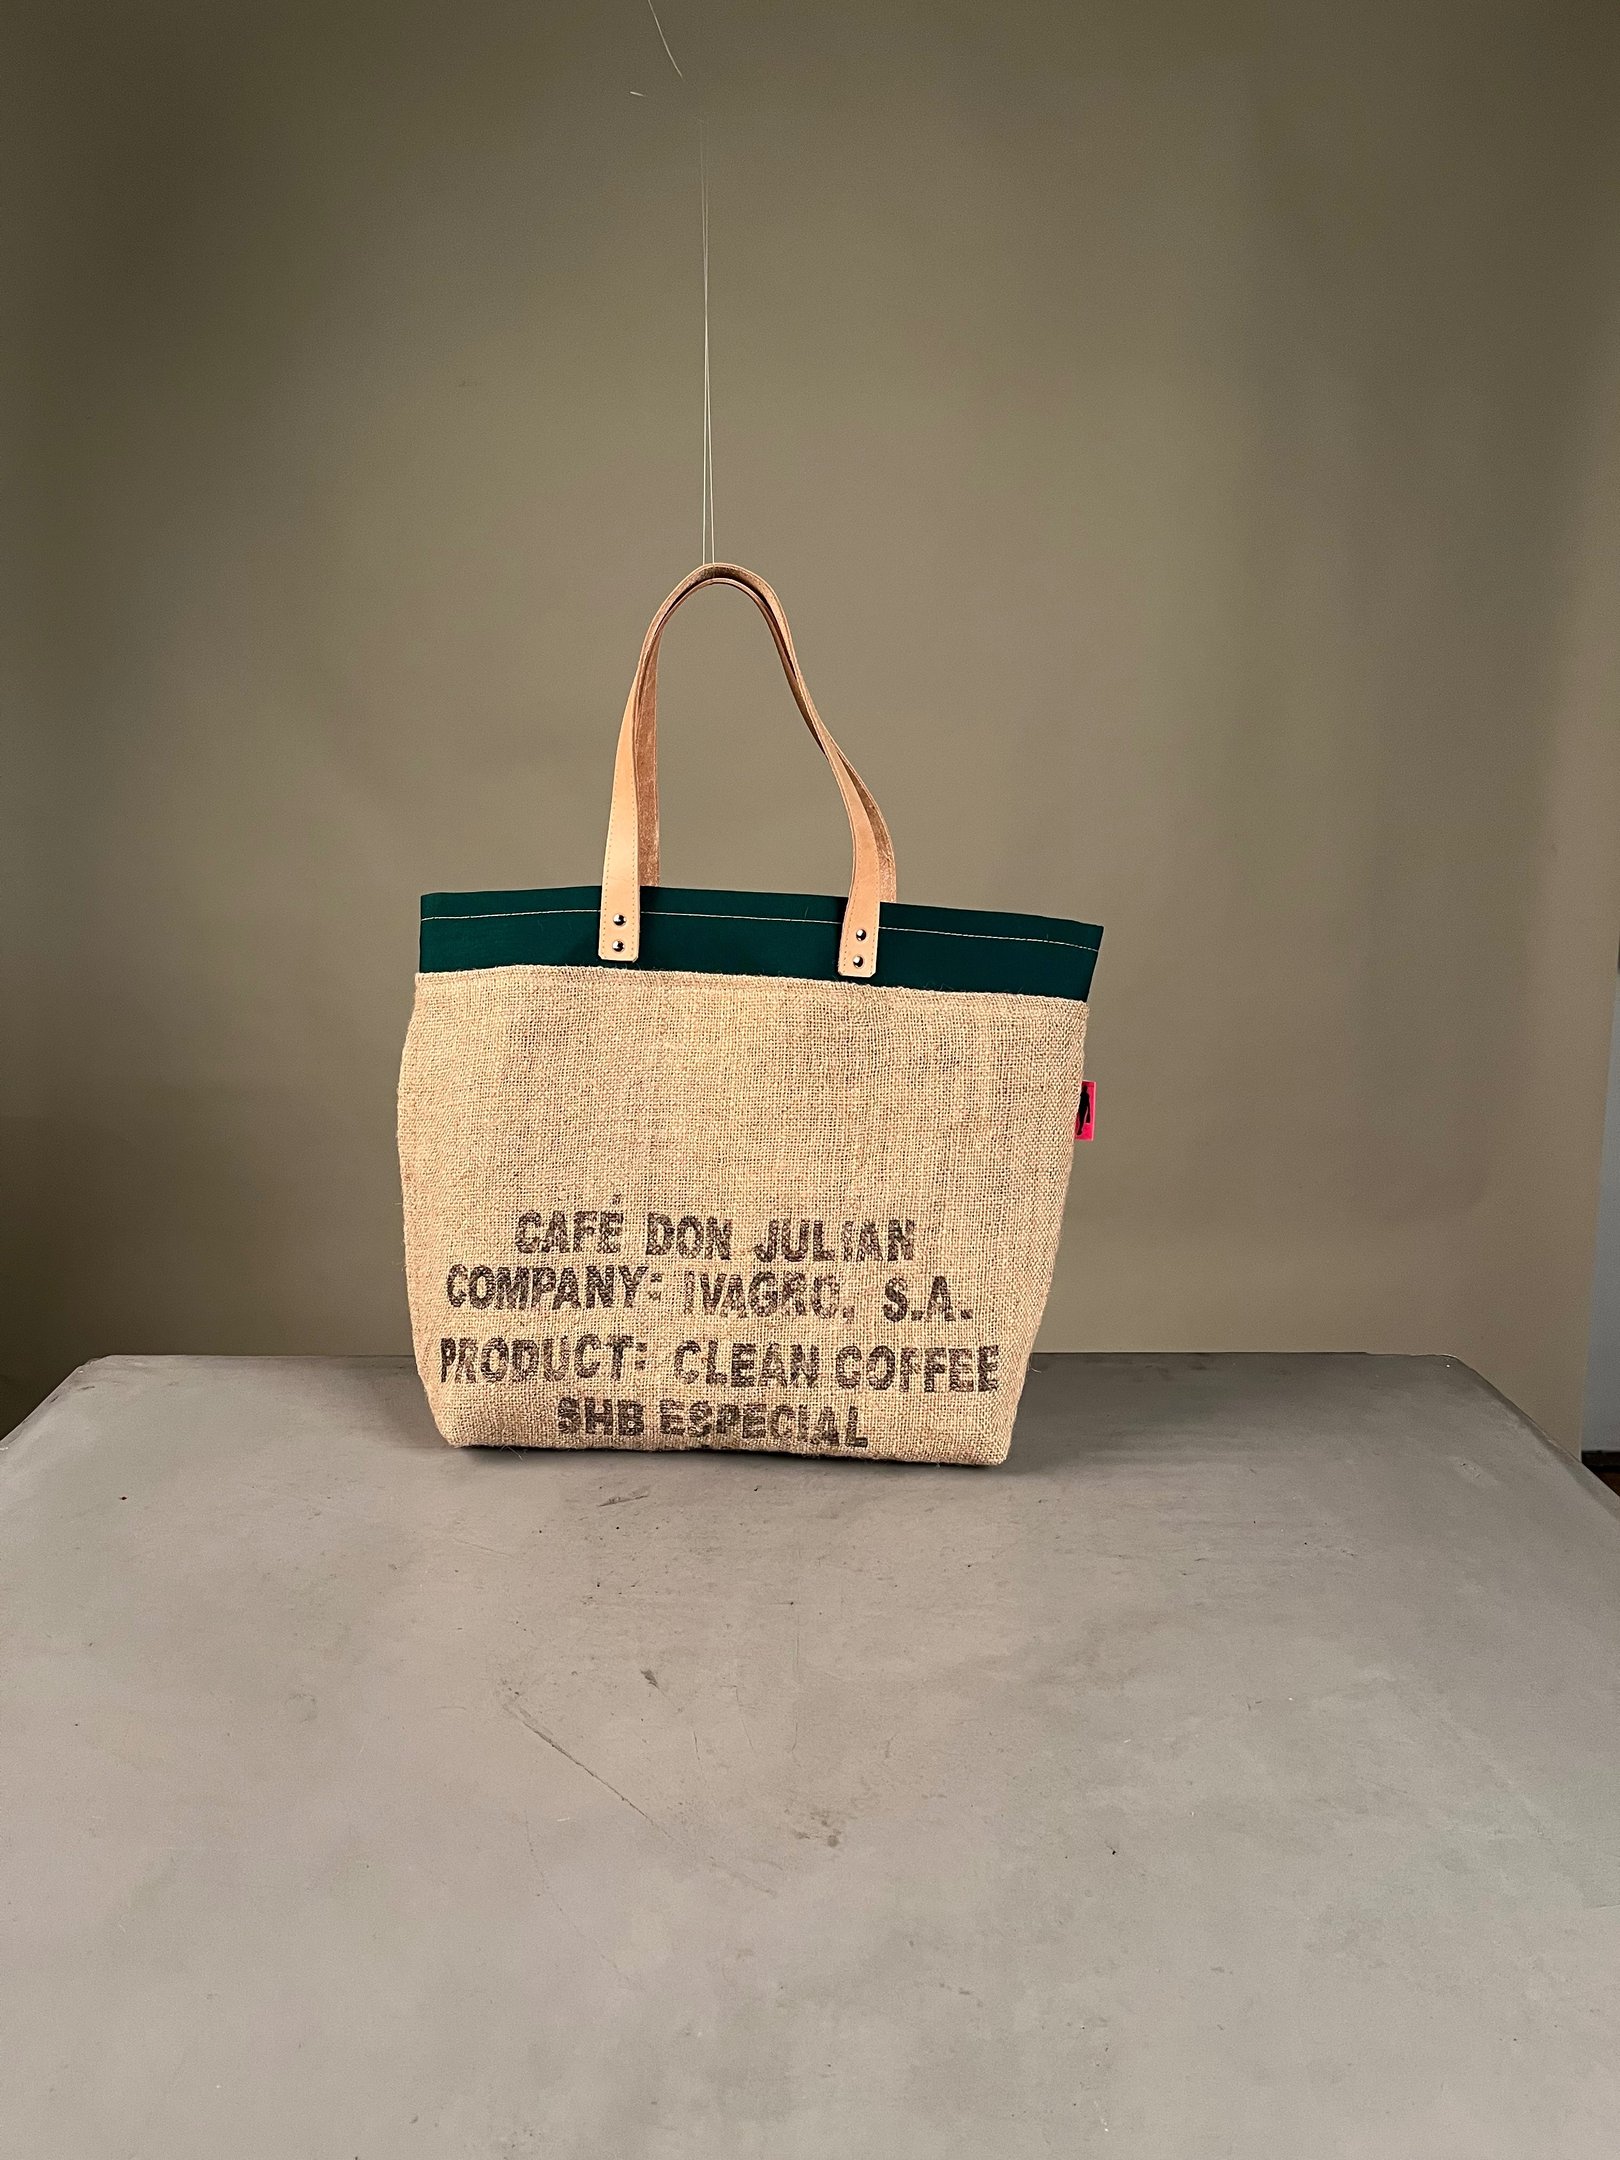 CAFÉ DON JULIAN
COMPANY: IVAGRO, S.A.
PRODUCT: CLEAN COFFEE
SHB ESPECIAL